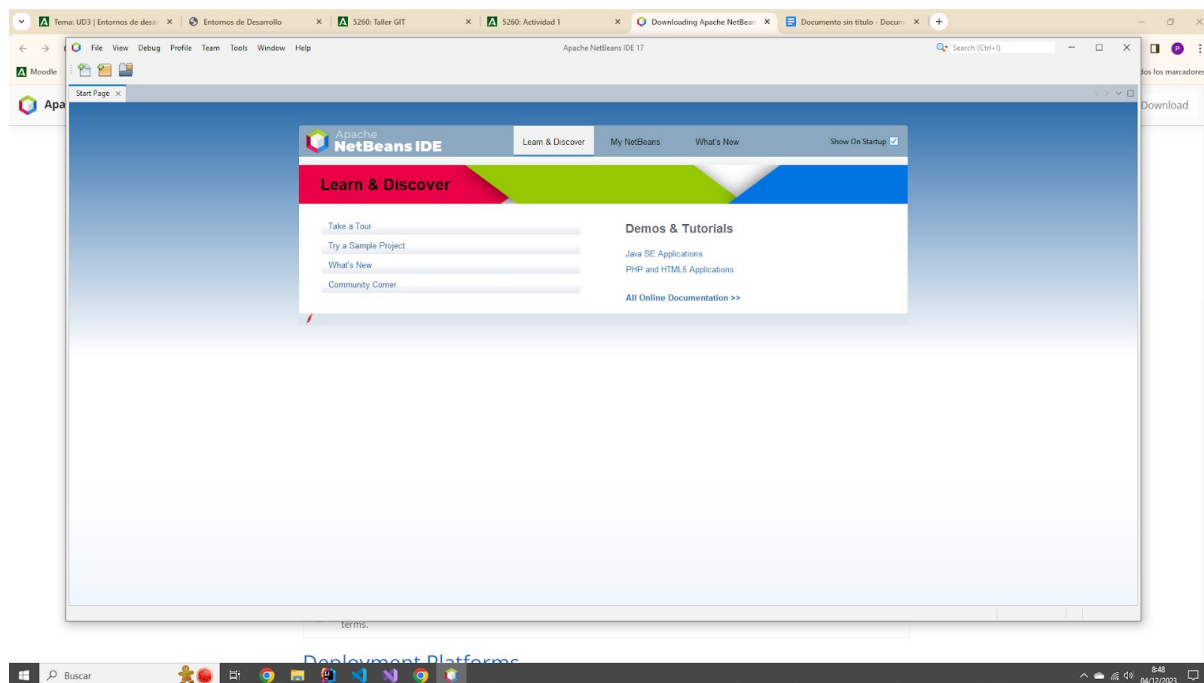 Tema: UD3 | Entornos de desar
Entornos de Desarrollo
5260: Taller GIT
5260: Actividad 1
Downloading Apache NetBean
Documento sin título - Docum
File View Debug Profile Team Tools Window Help
Apache NetBeans IDE 17
Search (Ctrl+I)
P
Moodle
dos los marcadores
Start Page
Apa
Download
Apache
NetBeans IDE
Learn & Discover
My NetBeans
What's New
Show On Startup
Learn & Discover
Take a Tour
Try a Sample Project
What's New
Community Corner
Demos & Tutorials
Java SE Applications
PHP and HTML5 Applications
All Online Documentation >>
terms.
Deployment Platforms
Buscar
8:48
04/12/2023